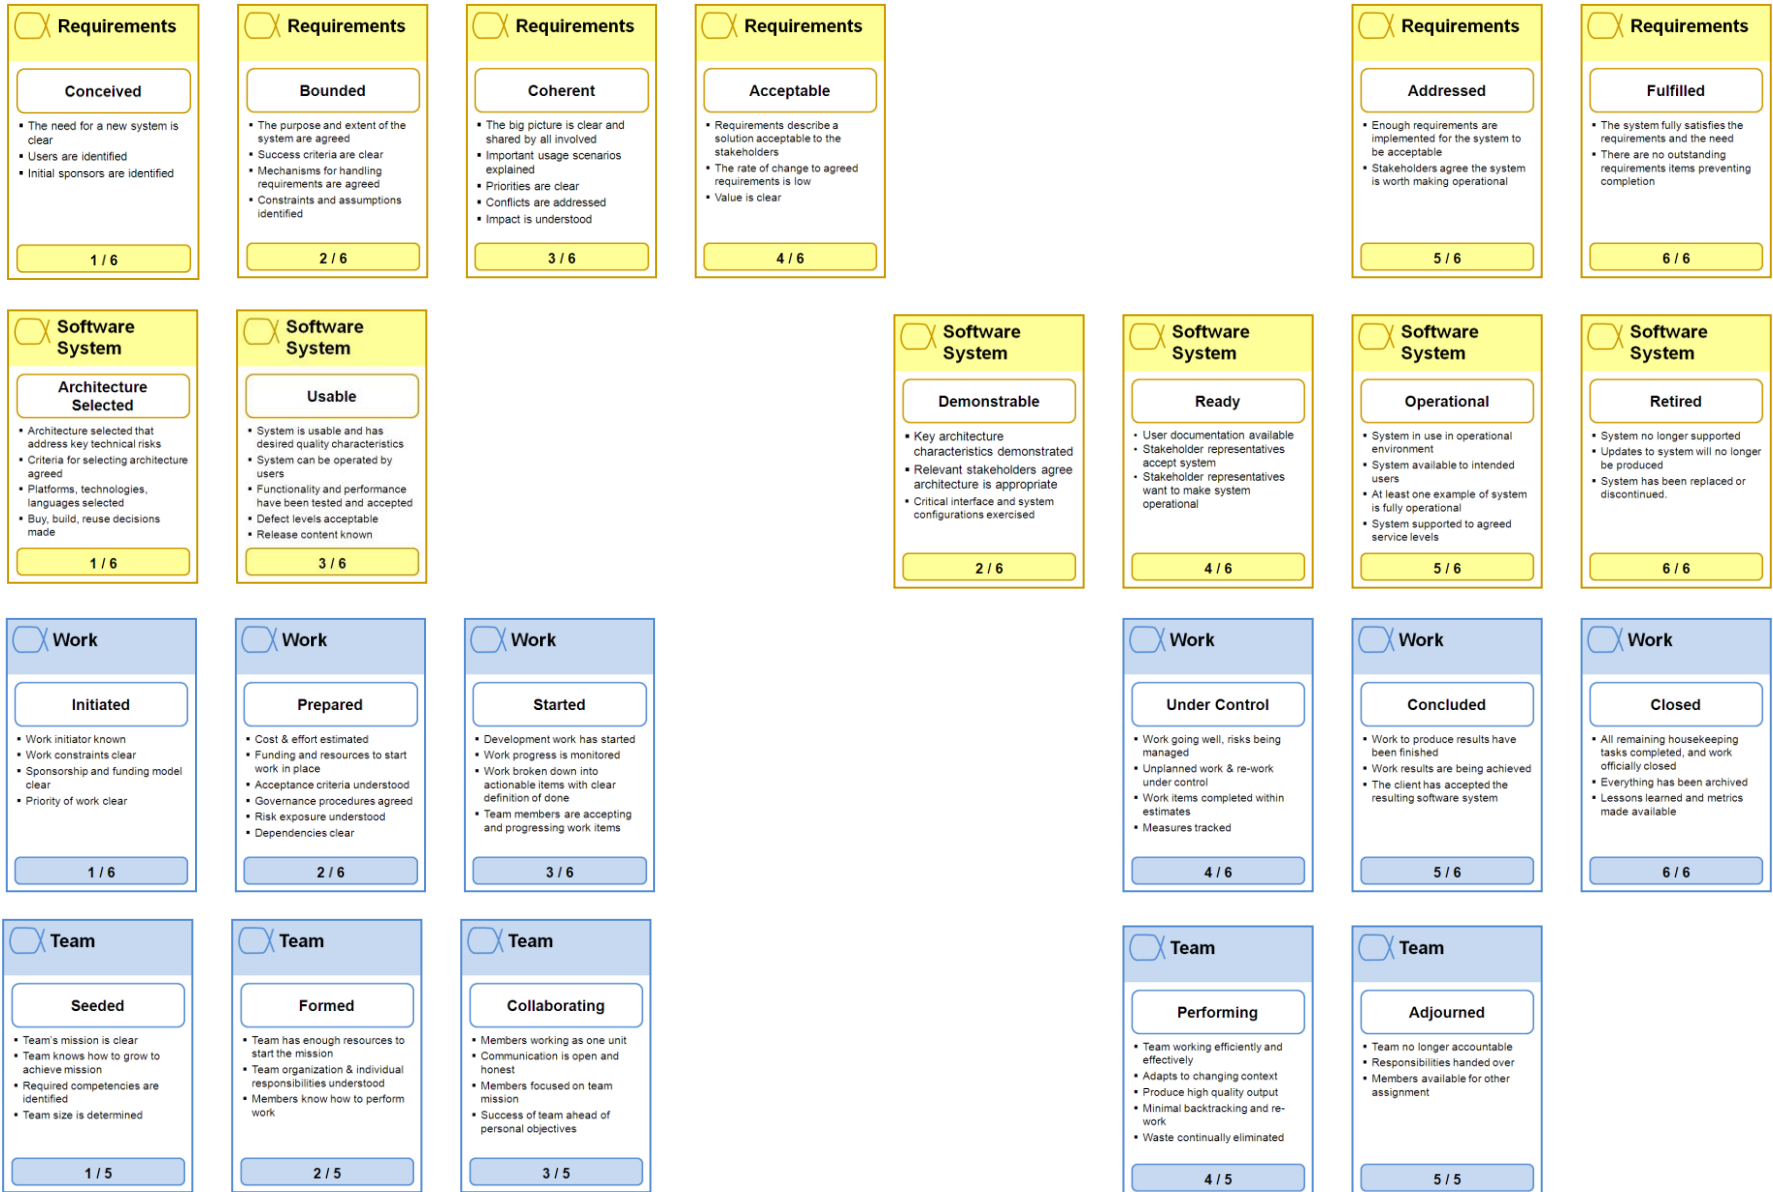 Requirements
Conceived
▪ The need for a new system is
clear
▪ Users are identified
▪ Initial sponsors are identified
1 / 6
Requirements
Bounded
▪ The purpose and extent of the
system are agreed
▪ Success criteria are clear
▪ Mechanisms for handling
requirements are agreed
▪ Constraints and assumptions
identified
2 / 6
Requirements
Coherent
▪ The big picture is clear and
shared by all involved
▪ Important usage scenarios
explained
▪ Priorities are clear
▪ Conflicts are addressed
▪ Impact is understood
3 / 6
Requirements
Acceptable
▪ Requirements describe a
solution acceptable to the
stakeholders
▪ The rate of change to agreed
requirements is low
▪ Value is clear
4 / 6
Requirements
Addressed
▪ Enough requirements are
implemented for the system to
be acceptable
▪ Stakeholders agree the system
is worth making operational
5 / 6
Requirements
Fulfilled
▪ The system fully satisfies the
requirements and the need
▪ There are no outstanding
requirements items preventing
completion
6 / 6
Software
System
Architecture
Selected
▪ Architecture selected that
address key technical risks
▪ Criteria for selecting architecture
agreed
▪ Platforms, technologies,
languages selected
▪ Buy, build, reuse decisions
made
1 / 6
Software
System
Usable
▪ System is usable and has
desired quality characteristics
▪ System can be operated by
users
▪ Functionality and performance
have been tested and accepted
▪ Defect levels acceptable
▪ Release content known
3 / 6
Software
System
Demonstrable
▪ Key architecture
characteristics demonstrated
▪ Relevant stakeholders agree
architecture is appropriate
▪ Critical interface and system
configurations exercised
2 / 6
Software
System
Ready
▪ User documentation available
▪ Stakeholder representatives
accept system
▪ Stakeholder representatives
want to make system
operational
4 / 6
Software
System
Operational
▪ System in use in operational
environment
▪ System available to intended
users
▪ At least one example of system
is fully operational
▪ System supported to agreed
service levels
5 / 6
Software
System
Retired
▪ System no longer supported
▪ Updates to system will no longer
be produced
▪ System has been replaced or
discontinued.
6 / 6
Work
Initiated
▪ Work initiator known
▪ Work constraints clear
▪ Sponsorship and funding model
clear
▪ Priority of work clear
1 / 6
Work
Prepared
▪ Cost & effort estimated
▪ Funding and resources to start
work in place
▪ Acceptance criteria understood
▪ Governance procedures agreed
▪ Risk exposure understood
▪ Dependencies clear
2 / 6
Work
Started
▪ Development work has started
▪ Work progress is monitored
▪ Work broken down into
actionable items with clear
definition of done
▪ Team members are accepting
and progressing work items
3 / 6
Work
Under Control
▪ Work going well, risks being
managed
▪ Unplanned work & re-work
under control
▪ Work items completed within
estimates
▪ Measures tracked
4 / 6
Work
Concluded
▪ Work to produce results have
been finished
▪ Work results are being achieved
▪ The client has accepted the
resulting software system
5 / 6
Work
Closed
▪ All remaining housekeeping
tasks completed, and work
officially closed
▪ Everything has been archived
▪ Lessons learned and metrics
made available
6 / 6
Team
Seeded
▪ Team's mission is clear
▪ Team knows how to grow to
achieve mission
▪ Required competencies are
identified
▪ Team size is determined
1 / 5
Team
Formed
▪ Team has enough resources to
start the mission
▪ Team organization & individual
responsibilities understood
▪ Members know how to perform
work
2 / 5
Team
Collaborating
▪ Members working as one unit
▪ Communication is open and
honest
▪ Members focused on team
mission
▪ Success of team ahead of
personal objectives
3 / 5
Team
Performing
▪ Team working efficiently and
effectively
▪ Adapts to changing context
▪ Produce high quality output
▪ Minimal backtracking and re-
work
▪ Waste continually eliminated
4 / 5
Team
Adjourned
▪ Team no longer accountable
▪ Responsibilities handed over
▪ Members available for other
assignment
5 / 5